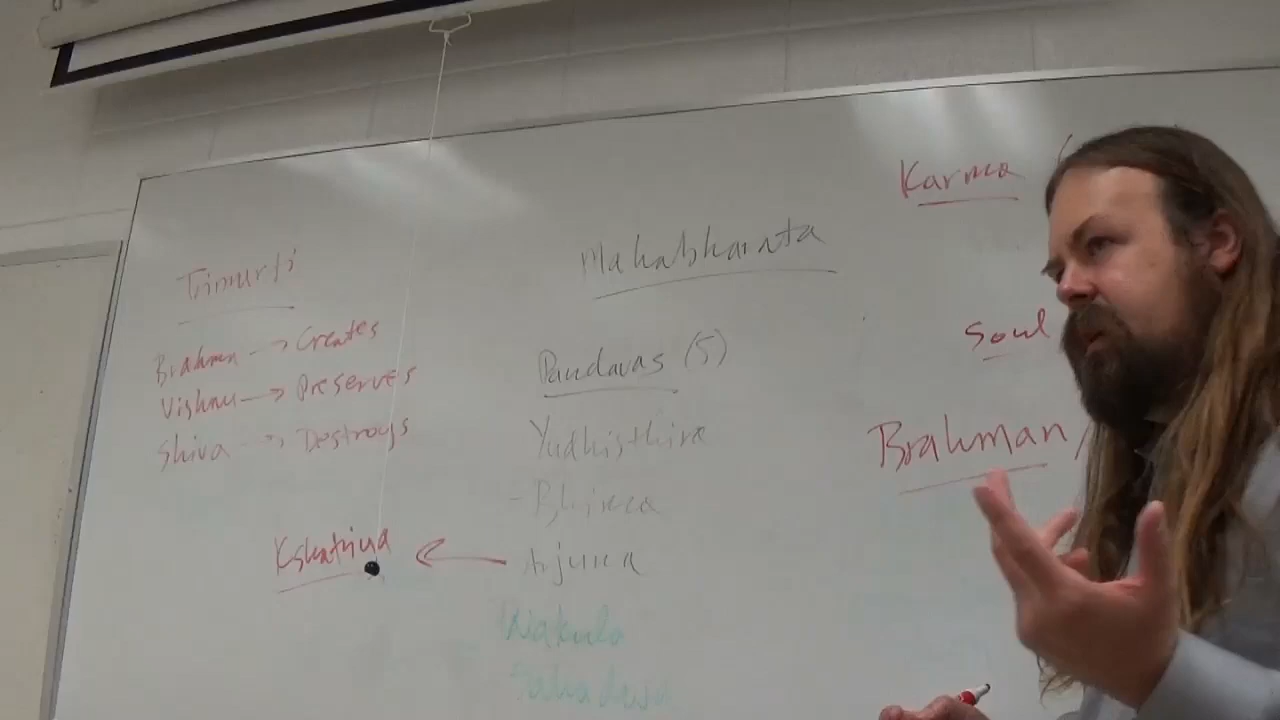 Trimurti
Brahma → Creates
Vishnu → Preserves
Shiva → Destroys
Kshatriya
Mahabharata
Pandavas (5)
Yudhisthira
- Bhima
← Arjuna
Nakula
Sahadeva
Karma
Soul
Brahman